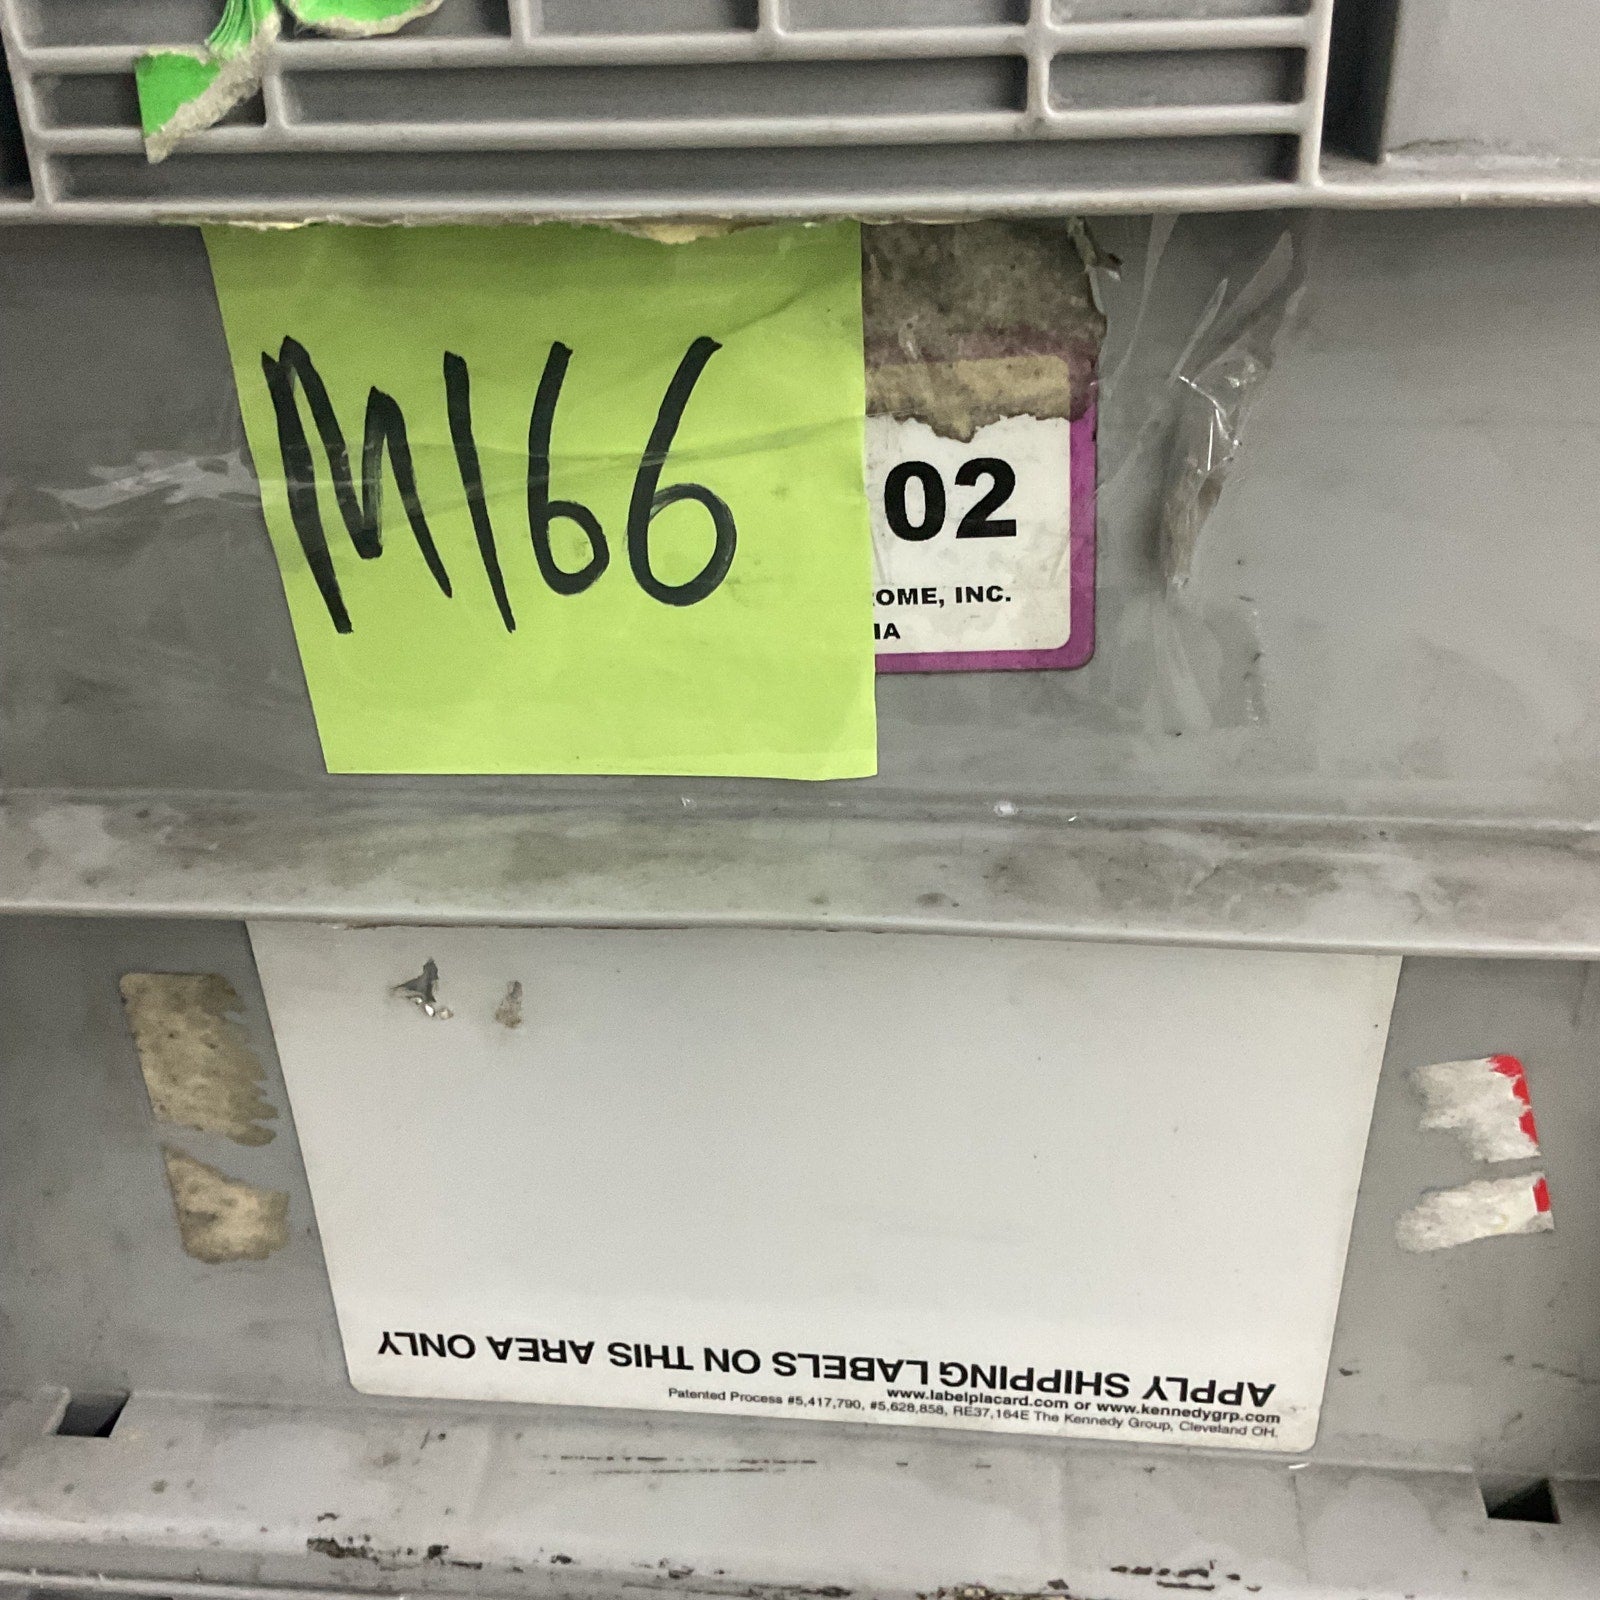 M166
02
OME, INC.
IA
APPLY SHIPPING LABELS ON THIS AREA ONLY
www.labelplacard.com or www.kennedygrp.com
Patented Process #5,417,790, #5,628,858, RE37,164E The Kennedy Group, Cleveland OH.